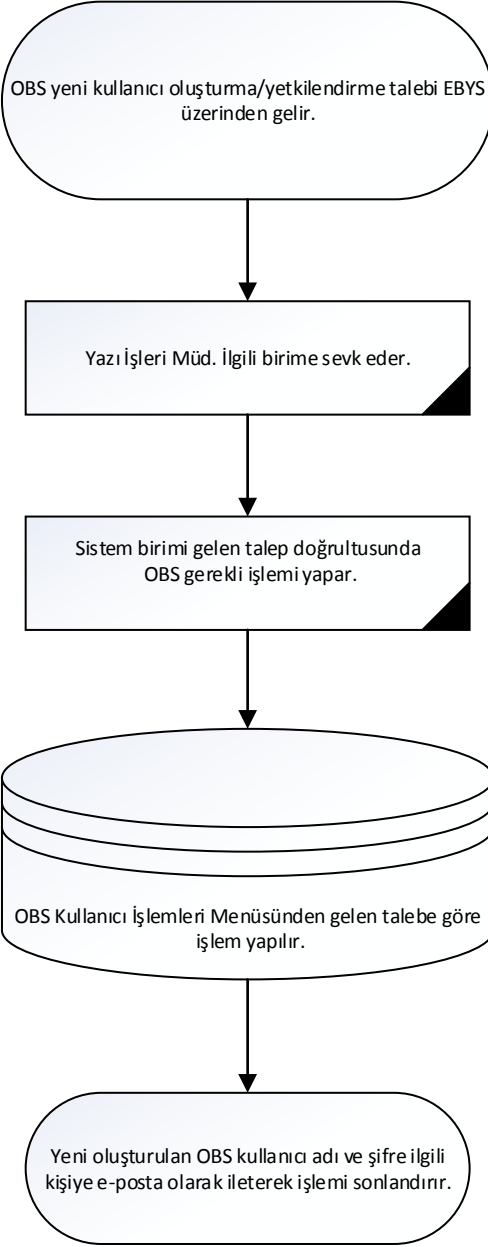 OBS yeni kullanıcı oluşturma/yetkilendirme talebi EBYS
üzerinden gelir.
Yazı İşleri Müd. İlgili birime sevk eder.
Sistem birimi gelen talep doğrultusunda
OBS gerekli işlemi yapar.
OBS Kullanıcı İşlemleri Menüsünden gelen talebe göre
işlem yapılır.
Yeni oluşturulan OBS kullanıcı adı ve şifre ilgili
kişiye e-posta olarak ileterek işlemi sonlandırır.